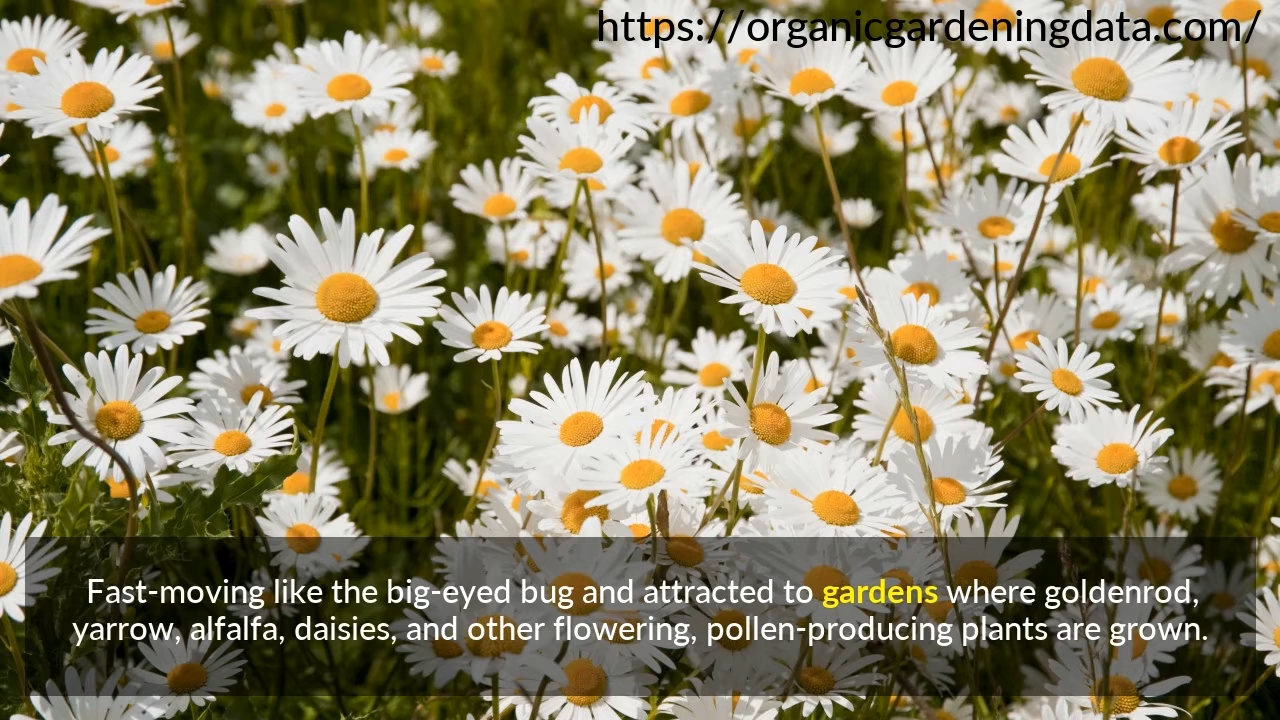 https://organicgardeningdata.com/
Fast-moving like the big-eyed bug and attracted to gardens where goldenrod,
yarrow, alfalfa, daisies, and other flowering, pollen-producing plants are grown.